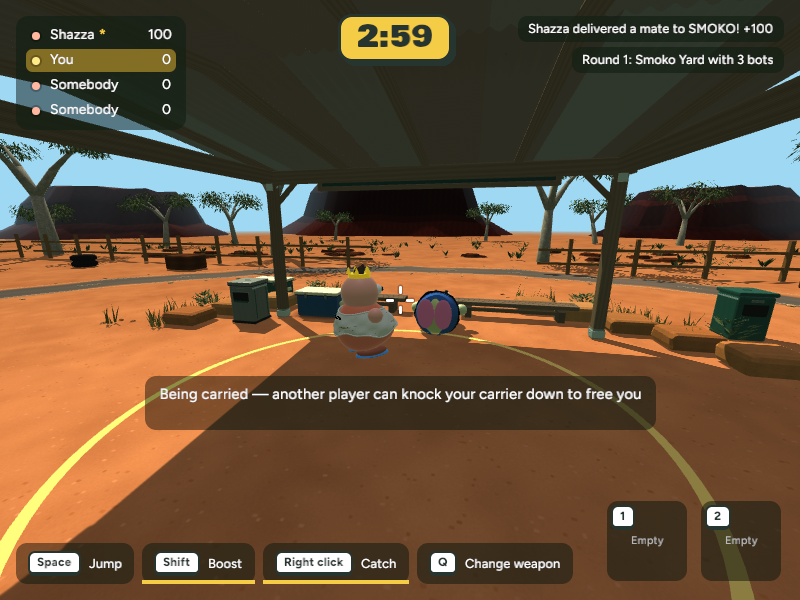 Shazza * 100
You 0
Somebody 0
Somebody 0
2:59
Shazza delivered a mate to SMOKO! +100
Round 1: Smoko Yard with 3 bots
Being carried — another player can knock your carrier down to free you
1 Empty
2 Empty
Space Jump
Shift Boost
Right click Catch
Q Change weapon